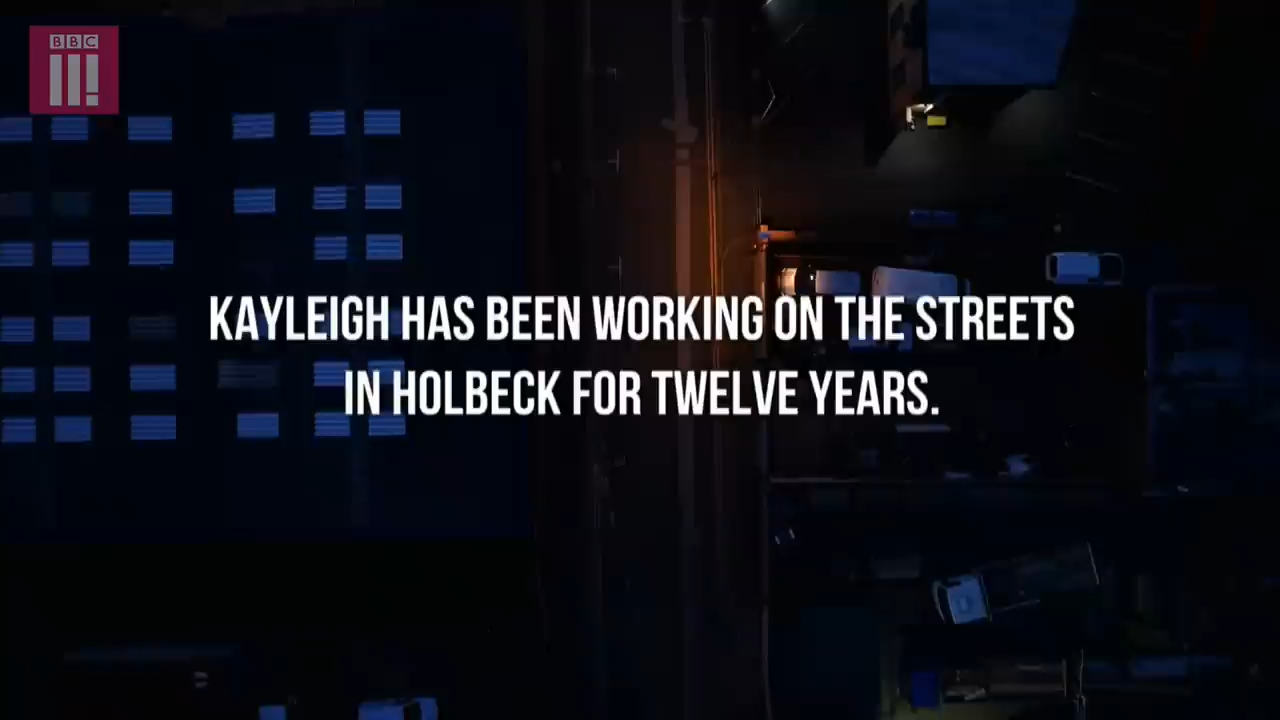 BBC
KAYLEIGH HAS BEEN WORKING ON THE STREETS
IN HOLBECK FOR TWELVE YEARS.